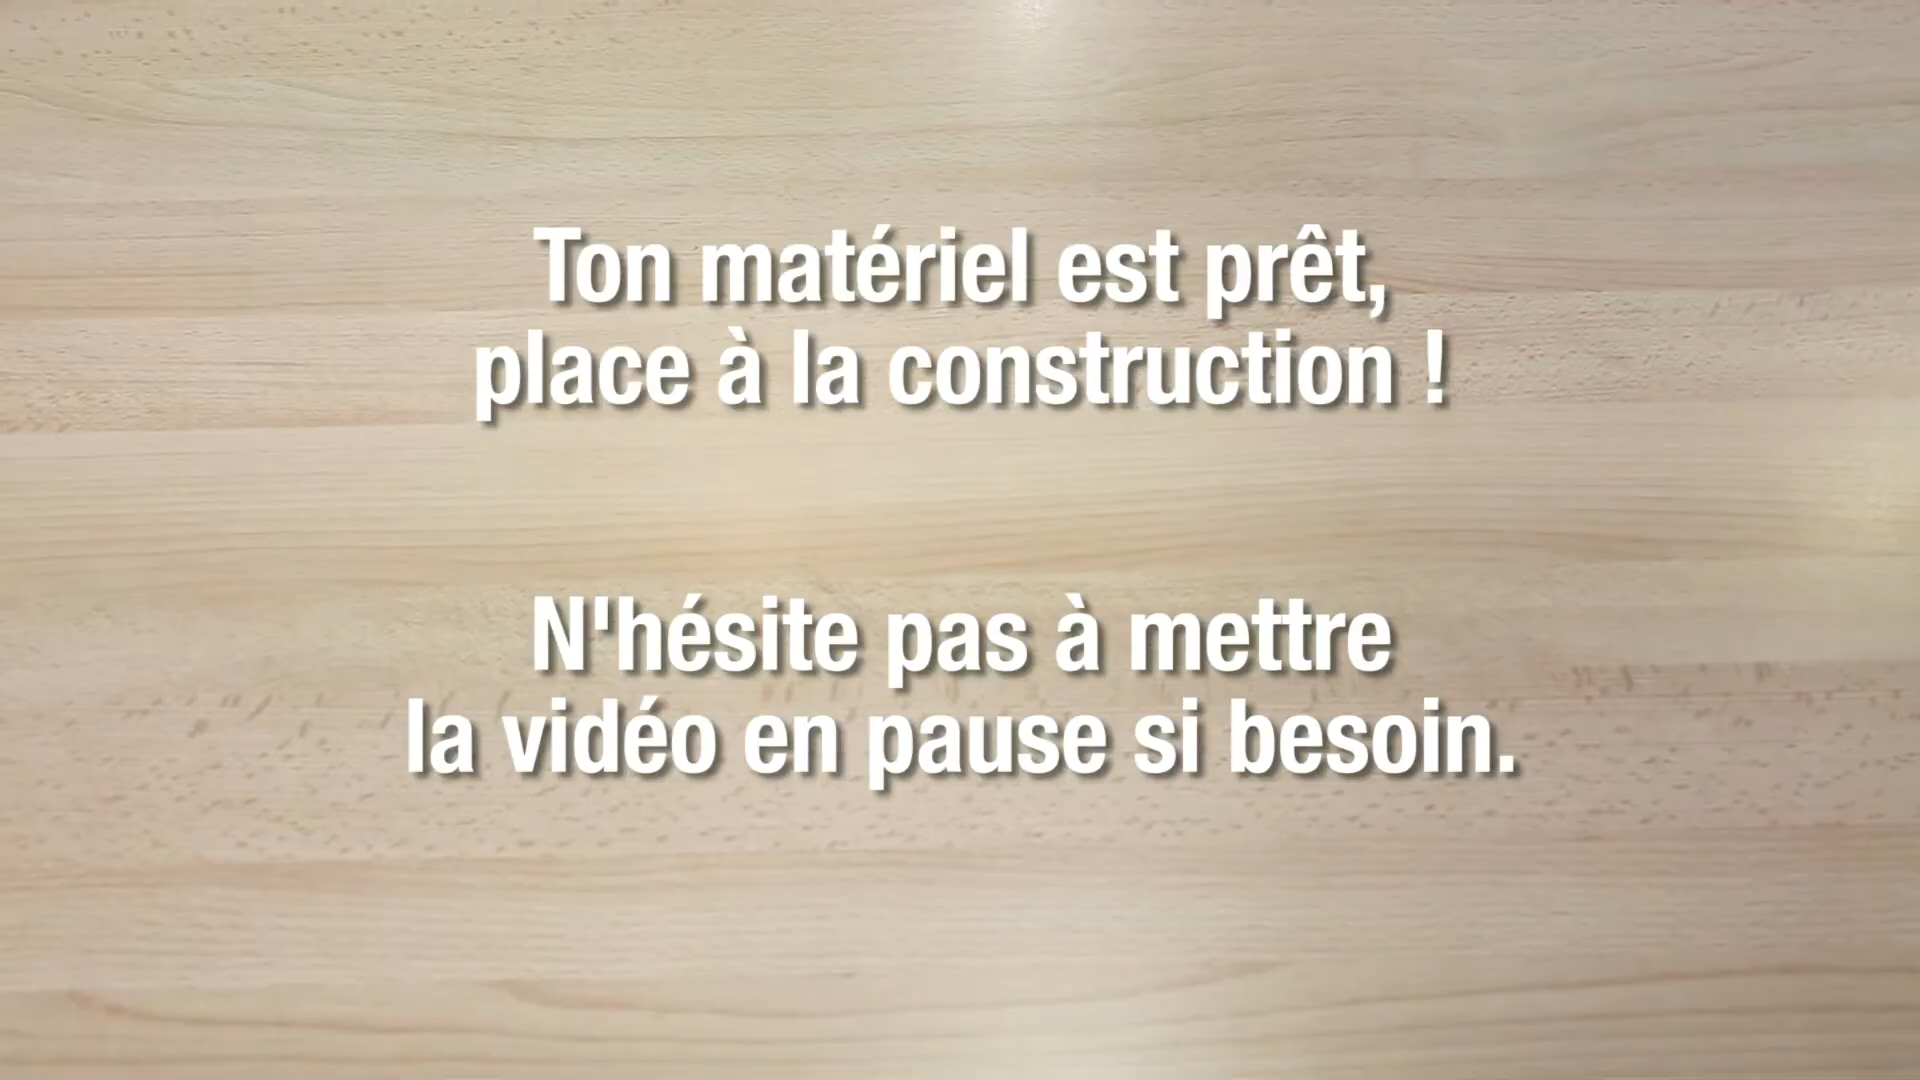 Ton matériel est prêt,
place à la construction !
N'hésite pas à mettre
la vidéo en pause si besoin.